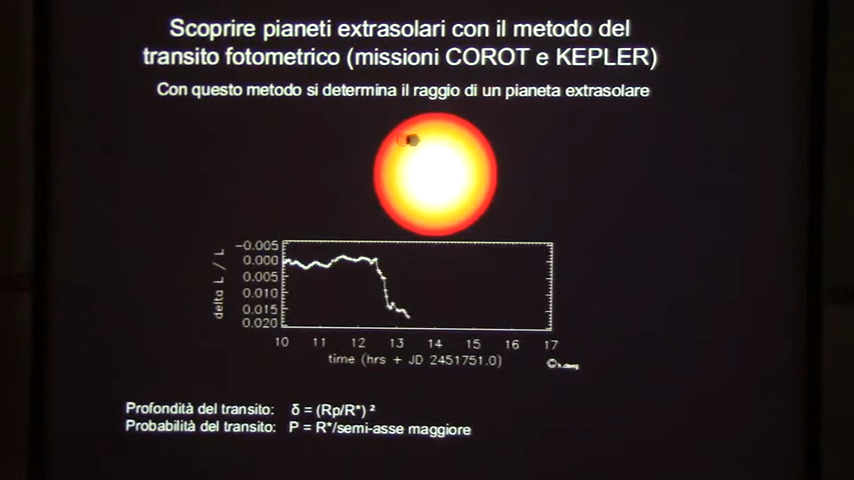 Scoprire pianeti extrasolari con il metodo del
transito fotometrico (missioni COROT e KEPLER)
Con questo metodo si determina il raggio di un pianeta extrasolare
-0.005
0.000
0.005
0.010
0.015
0.020
delta L / L
10 11 12 13 14 15 16 17
time (hrs + JD 2451751.0)
Profondità del transito: δ = (Rp/R*) ²
Probabilità del transito: P = R*/semi-asse maggiore